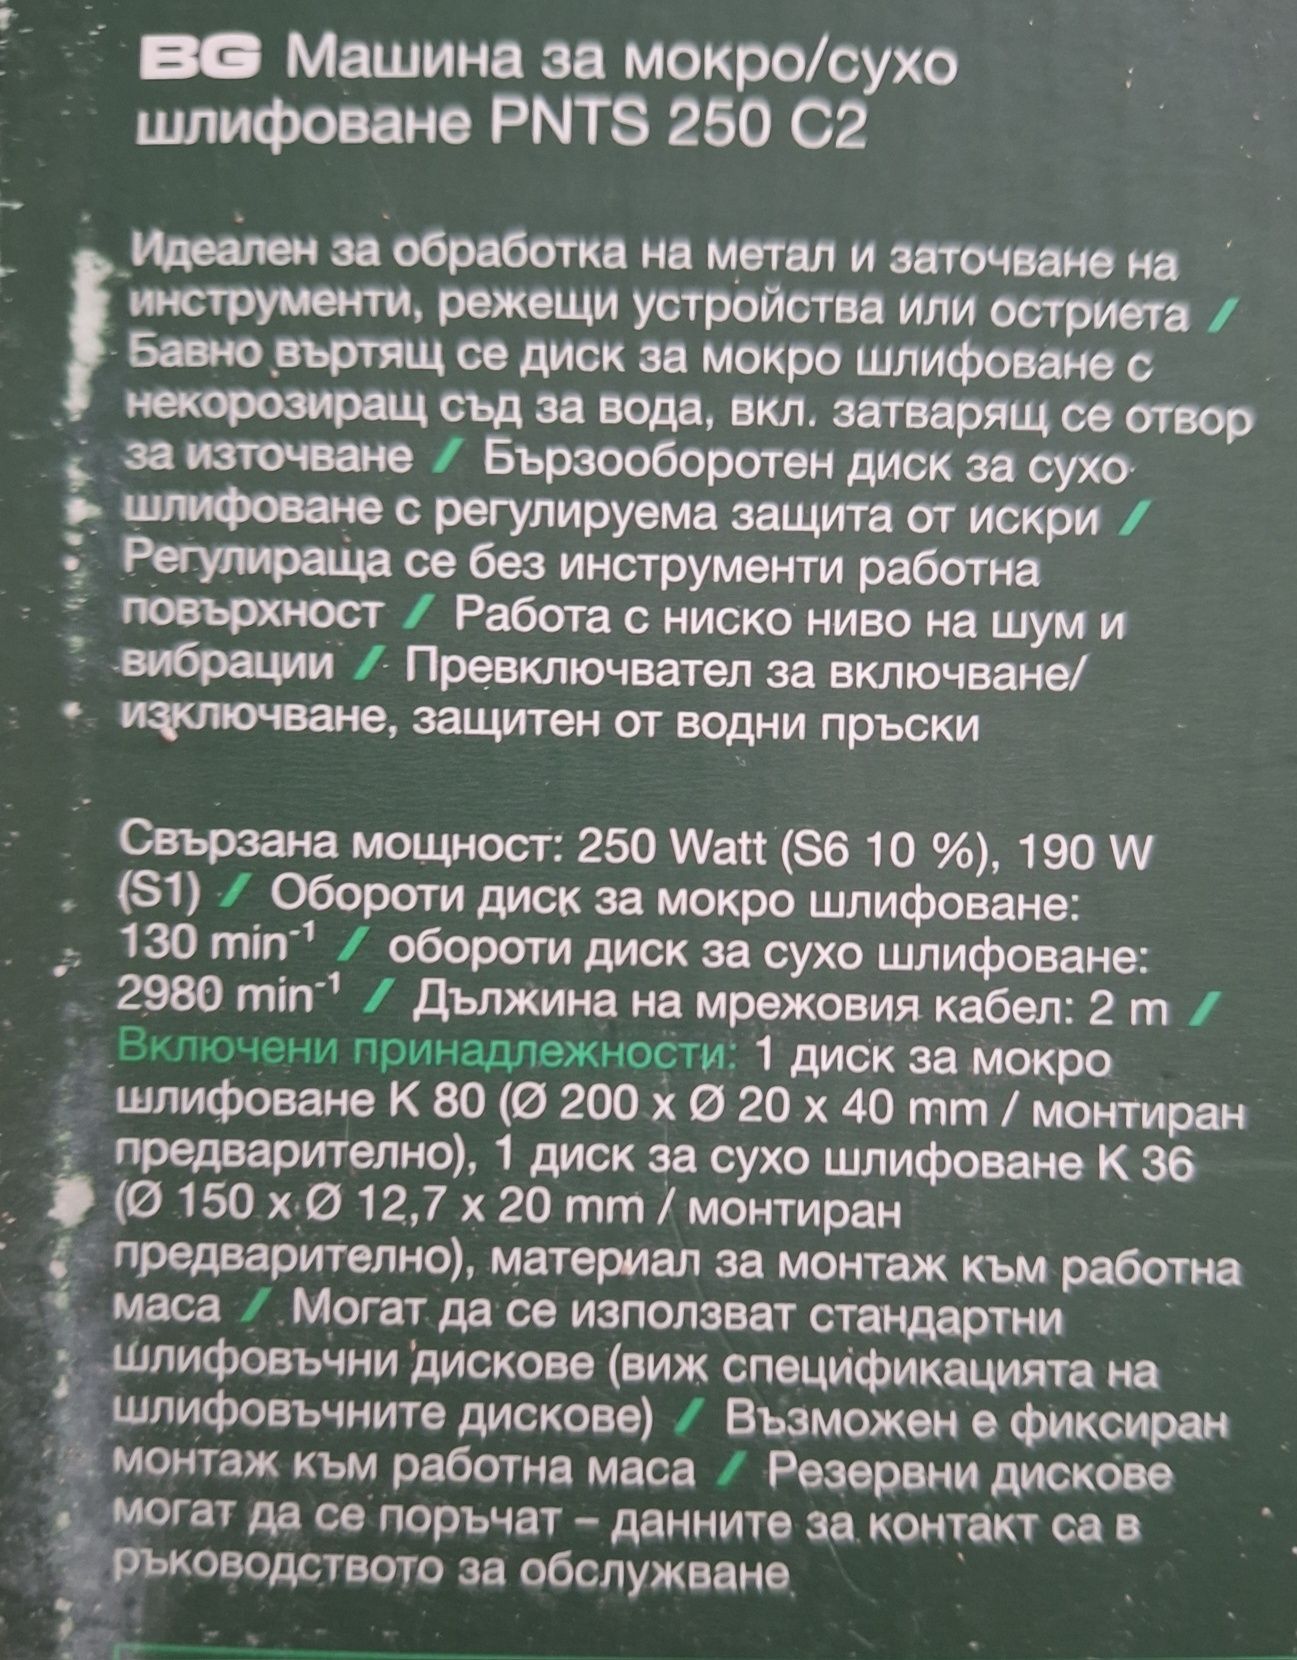 BG Машина за мокро/сухо
шлифоване PNTS 250 C2
Идеален за обработка на метал и заточване на
инструменти, режещи устройства или остриета /
Бавно въртящ се диск за мокро шлифоване с
некорозиращ съд за вода, вкл. затварящ се отвор
за източване / Бързооборотен диск за сухо
шлифоване с регулируема защита от искри /
Регулираща се без инструменти работна
повърхност / Работа с ниско ниво на шум и
вибрации / Превключвател за включване/
изключване, защитен от водни пръски
Свързана мощност: 250 Watt (S6 10 %), 190 W
(S1) / Обороти диск за мокро шлифоване:
130 min⁻¹ / обороти диск за сухо шлифоване:
2980 min⁻¹ / Дължина на мрежовия кабел: 2 m /
Включени принадлежности: 1 диск за мокро
шлифоване K 80 (Ø 200 x Ø 20 x 40 mm / монтиран
предварително), 1 диск за сухо шлифоване K 36
(Ø 150 x Ø 12,7 x 20 mm / монтиран
предварително), материал за монтаж към работна
маса / Могат да се използват стандартни
шлифовъчни дискове (виж спецификацията на
шлифовъчните дискове) / Възможен е фиксиран
монтаж към работна маса / Резервни дискове
могат да се поръчат – данните за контакт са в
ръководството за обслужване